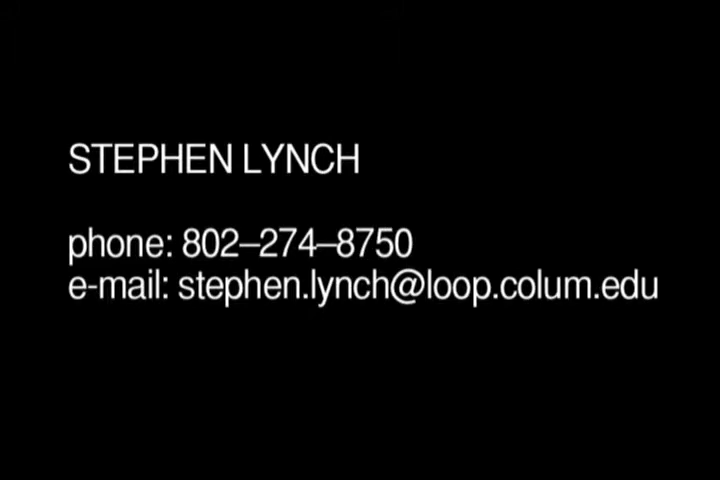 STEPHEN LYNCH
phone: 802–274–8750
e-mail: stephen.lynch@loop.colum.edu